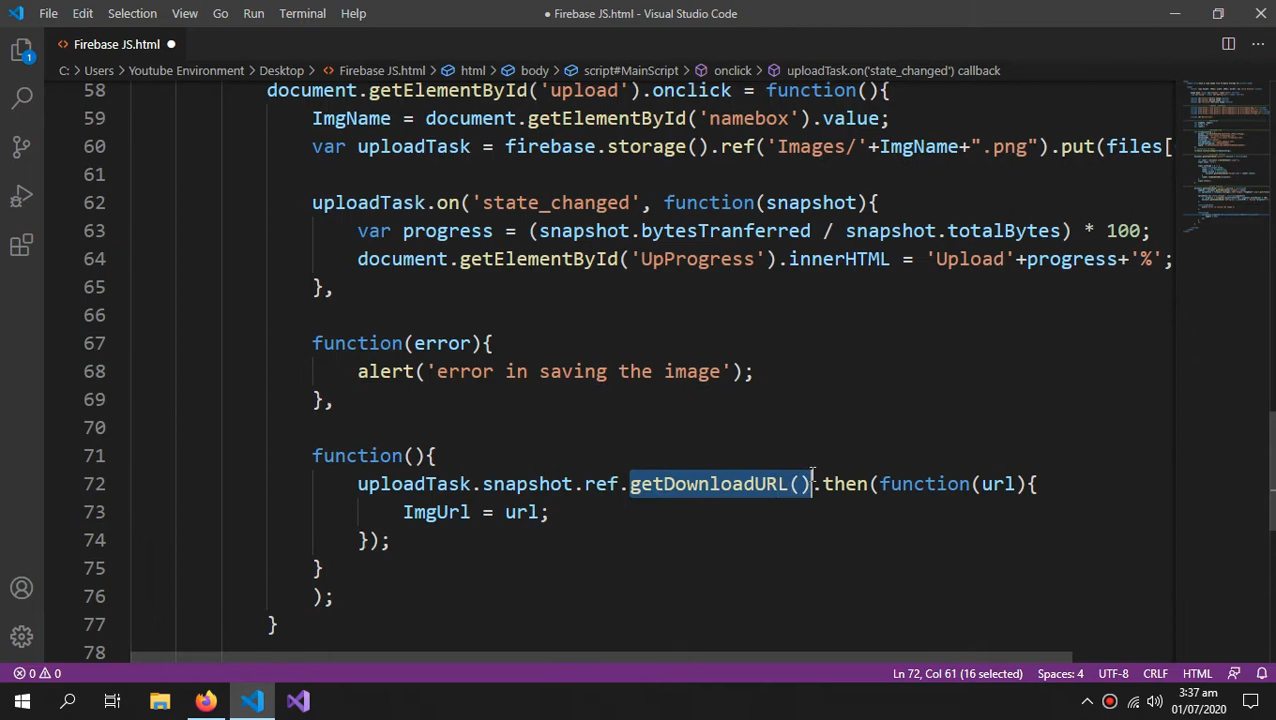 File Edit Selection View Go Run Terminal Help ● Firebase JS.html - Visual Studio Code
1
<> Firebase JS.html ●
C: > Users > Youtube Environment > Desktop > <> Firebase JS.html > html > body > script#MainScript > onclick > uploadTask.on('state_changed') callback
58 document.getElementById('upload').onclick = function(){
59 ImgName = document.getElementById('namebox').value;
60 var uploadTask = firebase.storage().ref('Images/'+ImgName+".png").put(files[
61
62 uploadTask.on('state_changed', function(snapshot){
63 var progress = (snapshot.bytesTranferred / snapshot.totalBytes) * 100;
64 document.getElementById('UpProgress').innerHTML = 'Upload'+progress+'%';
65 },
66
67 function(error){
68 alert('error in saving the image');
69 },
70
71 function(){
72 uploadTask.snapshot.ref.getDownloadURL().then(function(url){
73 ImgUrl = url;
74 });
75 }
76 );
77 }
78
0 0 Ln 72, Col 61 (16 selected) Spaces: 4 UTF-8 CRLF HTML
3:37 am
01/07/2020